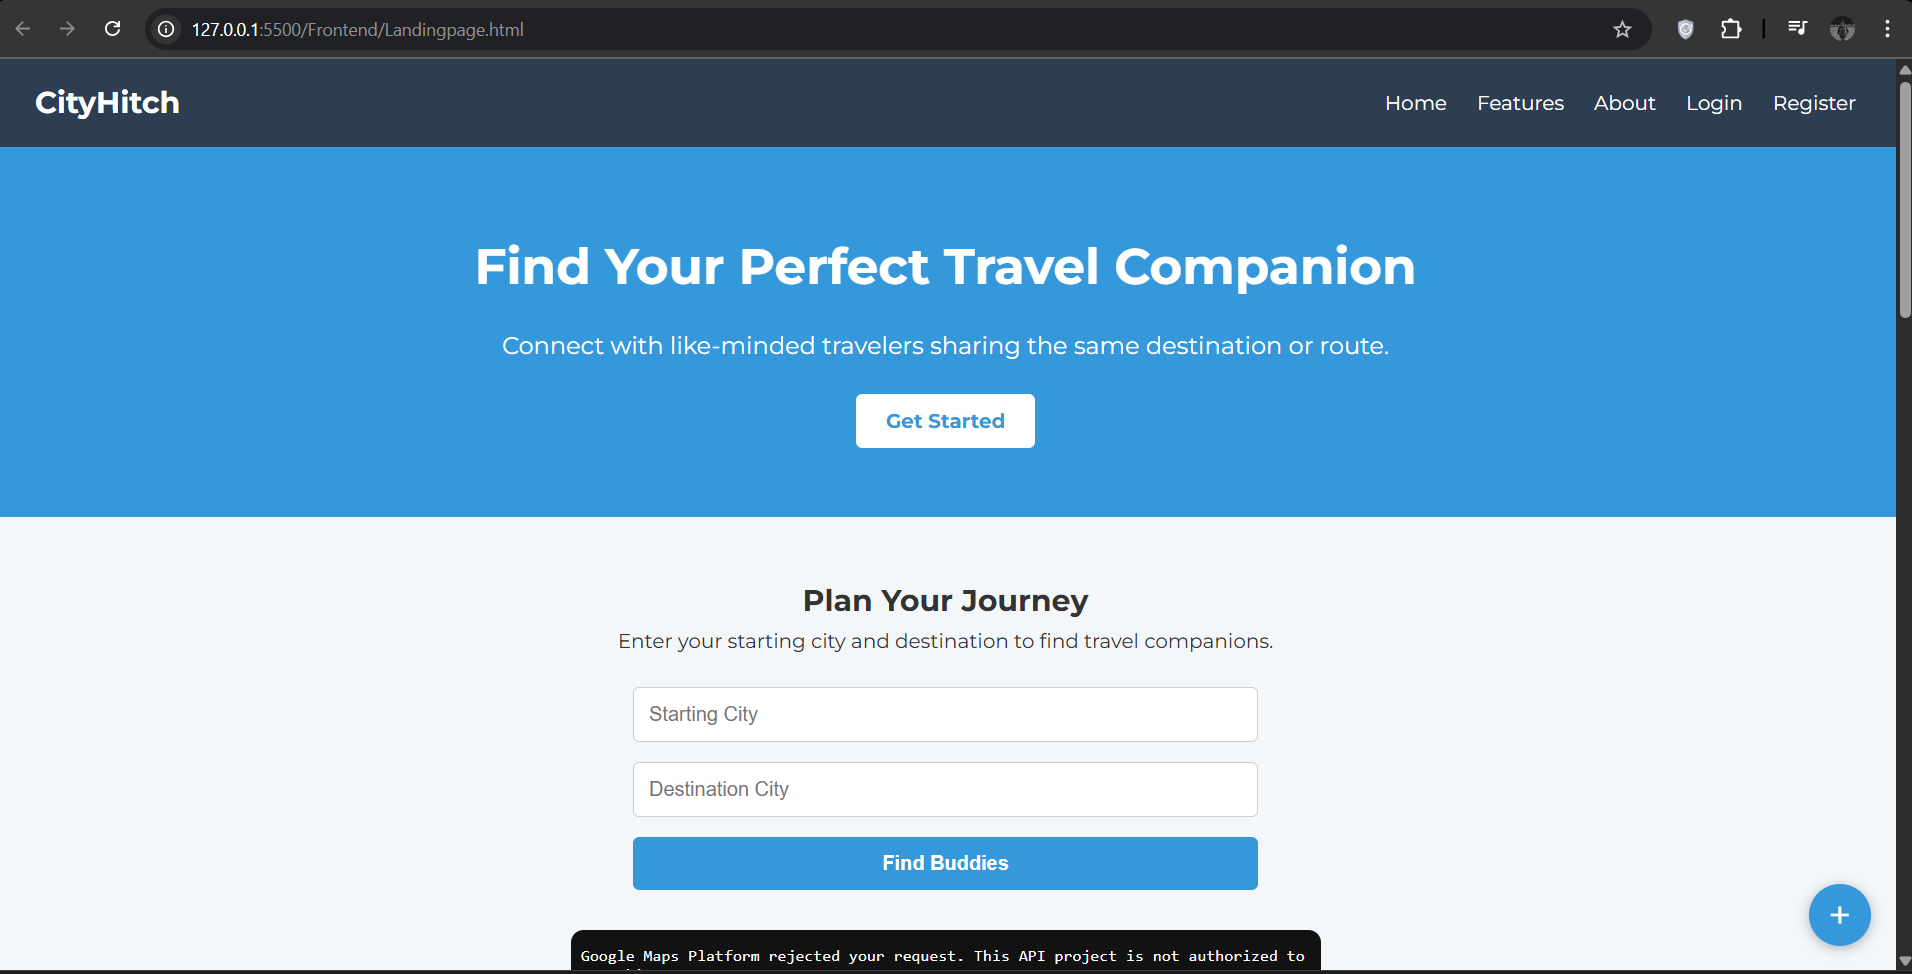 127.0.0.1:5500/Frontend/Landingpage.html
CityHitch
Home Features About Login Register
Find Your Perfect Travel Companion
Connect with like-minded travelers sharing the same destination or route.
Get Started
Plan Your Journey
Enter your starting city and destination to find travel companions.
Starting City
Destination City
Find Buddies
+
Google Maps Platform rejected your request. This API project is not authorized to